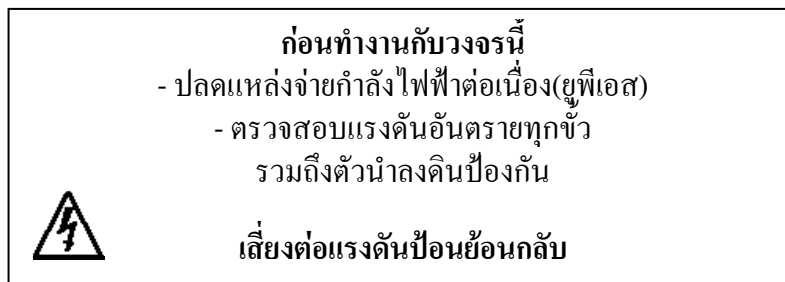 ก่อนทำงานกับวงจรนี้
- ปลดแหล่งจ่ายกำลังไฟฟ้าต่อเนื่อง(ยูพีเอส)
- ตรวจสอบแรงดันอันตรายทุกขั้ว
รวมถึงตัวนำลงดินป้องกัน
เสี่ยงต่อแรงดันป้อนย้อนกลับ